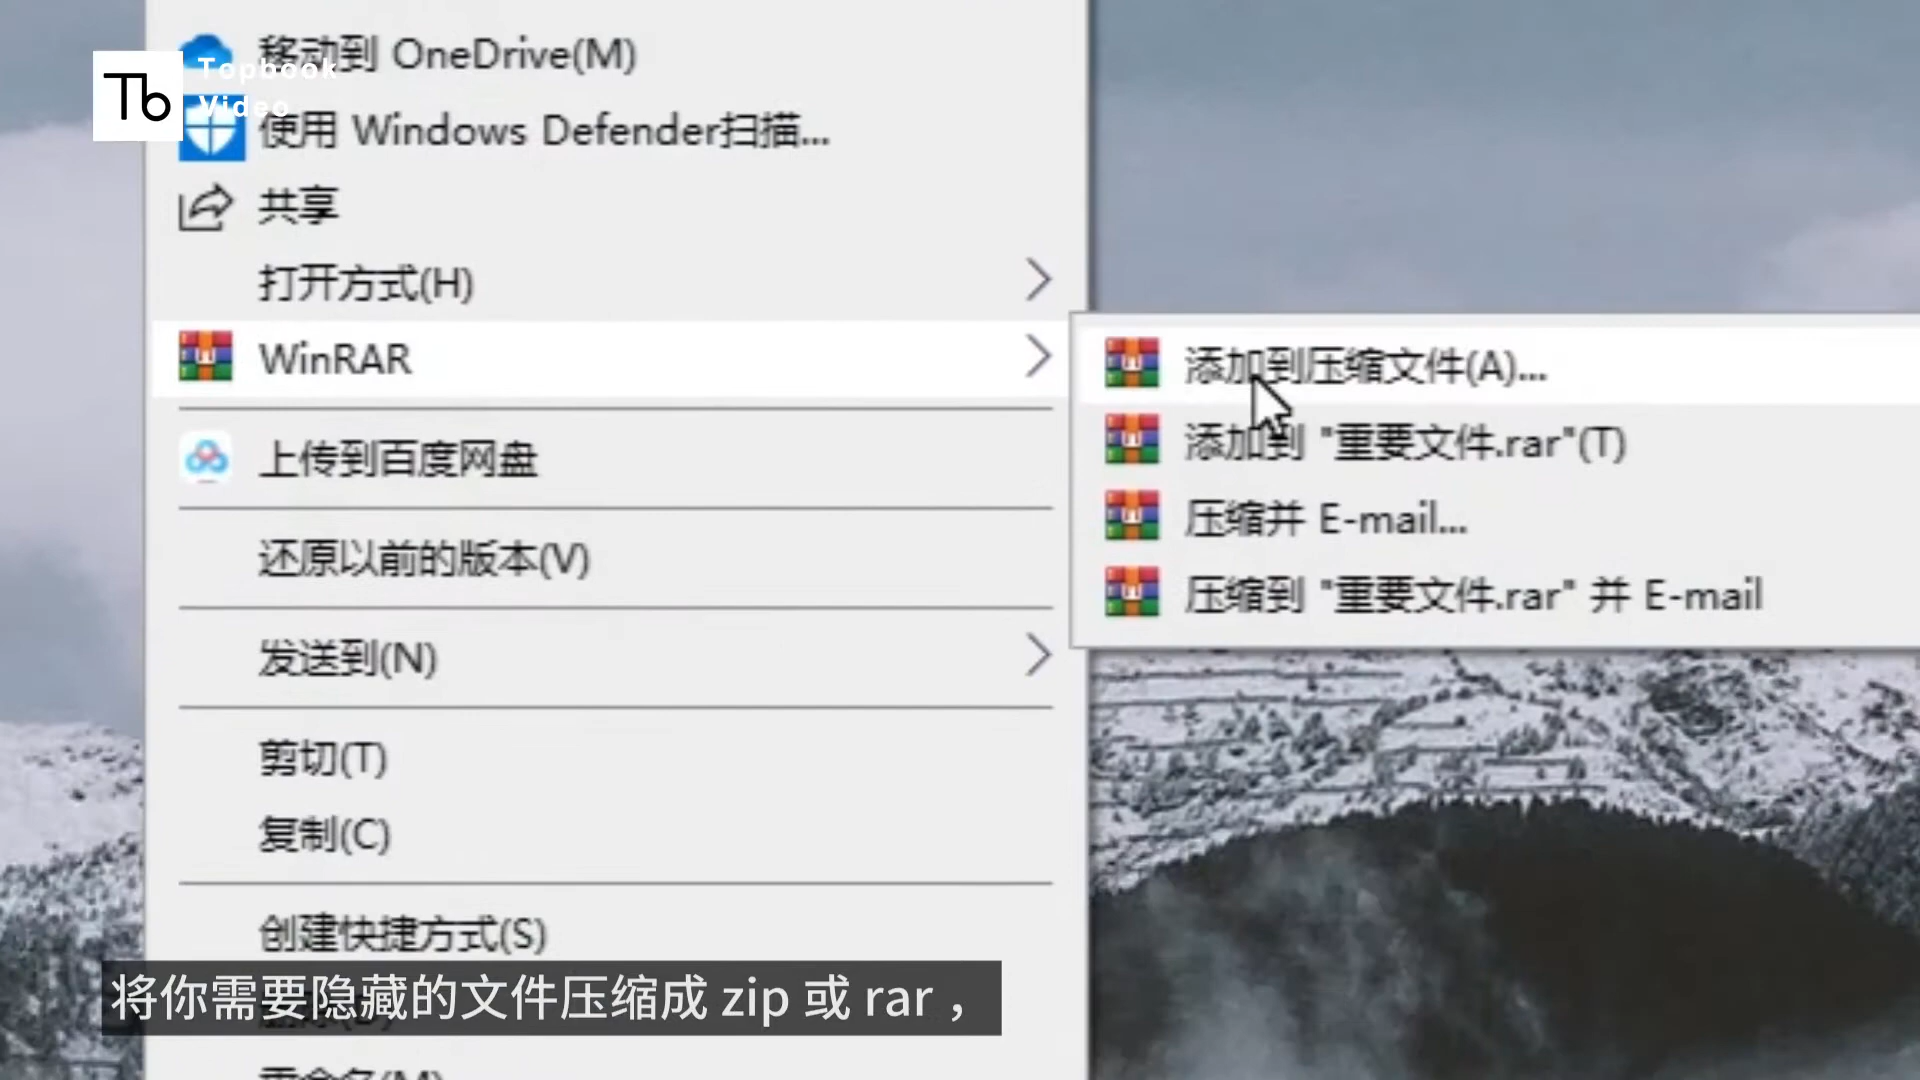 移动到 OneDrive(M)
Tb
Topbook
Video
使用 Windows Defender扫描...
共享
打开方式(H)
WinRAR
添加到压缩文件(A)...
添加到 "重要文件.rar"(T)
压缩并 E-mail...
压缩到 "重要文件.rar" 并 E-mail
上传到百度网盘
还原以前的版本(V)
发送到(N)
剪切(T)
复制(C)
创建快捷方式(S)
将你需要隐藏的文件压缩成 zip 或 rar，